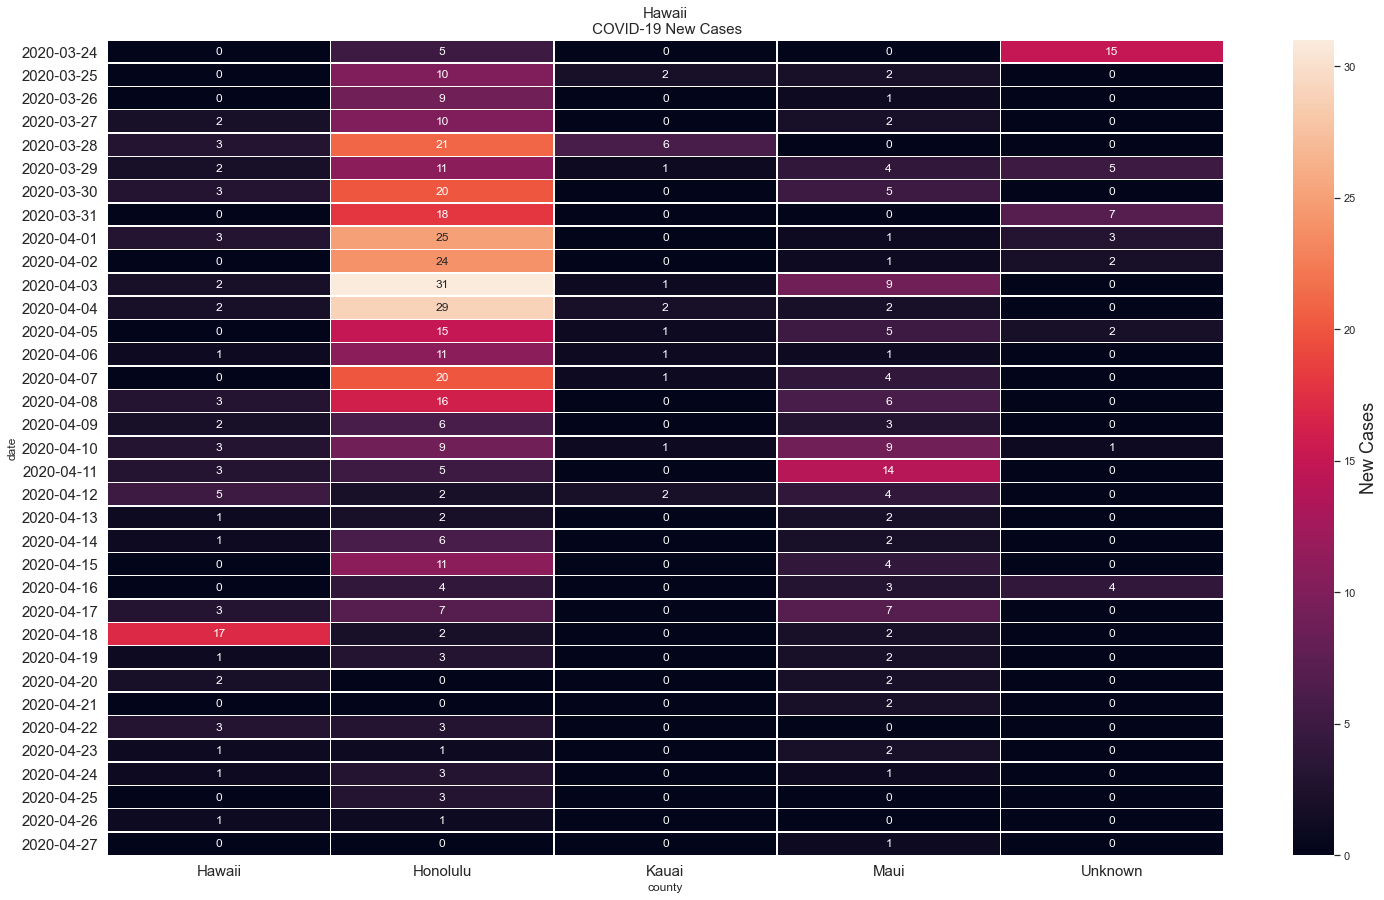 Hawaii
COVID-19 New Cases
2020-03-24 0 5 0 0 15
2020-03-25 0 10 2 2 0
2020-03-26 0 9 0 1 0
2020-03-27 2 10 0 2 0
2020-03-28 3 21 6 0 0
2020-03-29 2 11 1 4 5
2020-03-30 3 20 0 5 0
2020-03-31 0 18 0 0 7
2020-04-01 3 25 0 1 3
2020-04-02 0 24 0 1 2
2020-04-03 2 31 1 9 0
2020-04-04 2 29 2 2 0
2020-04-05 0 15 1 5 2
2020-04-06 1 11 1 1 0
2020-04-07 0 20 1 4 0
2020-04-08 3 16 0 6 0
2020-04-09 2 6 0 3 0
2020-04-10 3 9 1 9 1
2020-04-11 3 5 0 14 0
2020-04-12 5 2 2 4 0
2020-04-13 1 2 0 2 0
2020-04-14 1 6 0 2 0
2020-04-15 0 11 0 4 0
2020-04-16 0 4 0 3 4
2020-04-17 3 7 0 7 0
2020-04-18 17 2 0 2 0
2020-04-19 1 3 0 2 0
2020-04-20 2 0 0 2 0
2020-04-21 0 0 0 2 0
2020-04-22 3 3 0 0 0
2020-04-23 1 1 0 2 0
2020-04-24 1 3 0 1 0
2020-04-25 0 3 0 0 0
2020-04-26 1 1 0 0 0
2020-04-27 0 0 0 1 0
Hawaii Honolulu Kauai Maui Unknown
county
date
30
25
20
15
10
5
0
New Cases